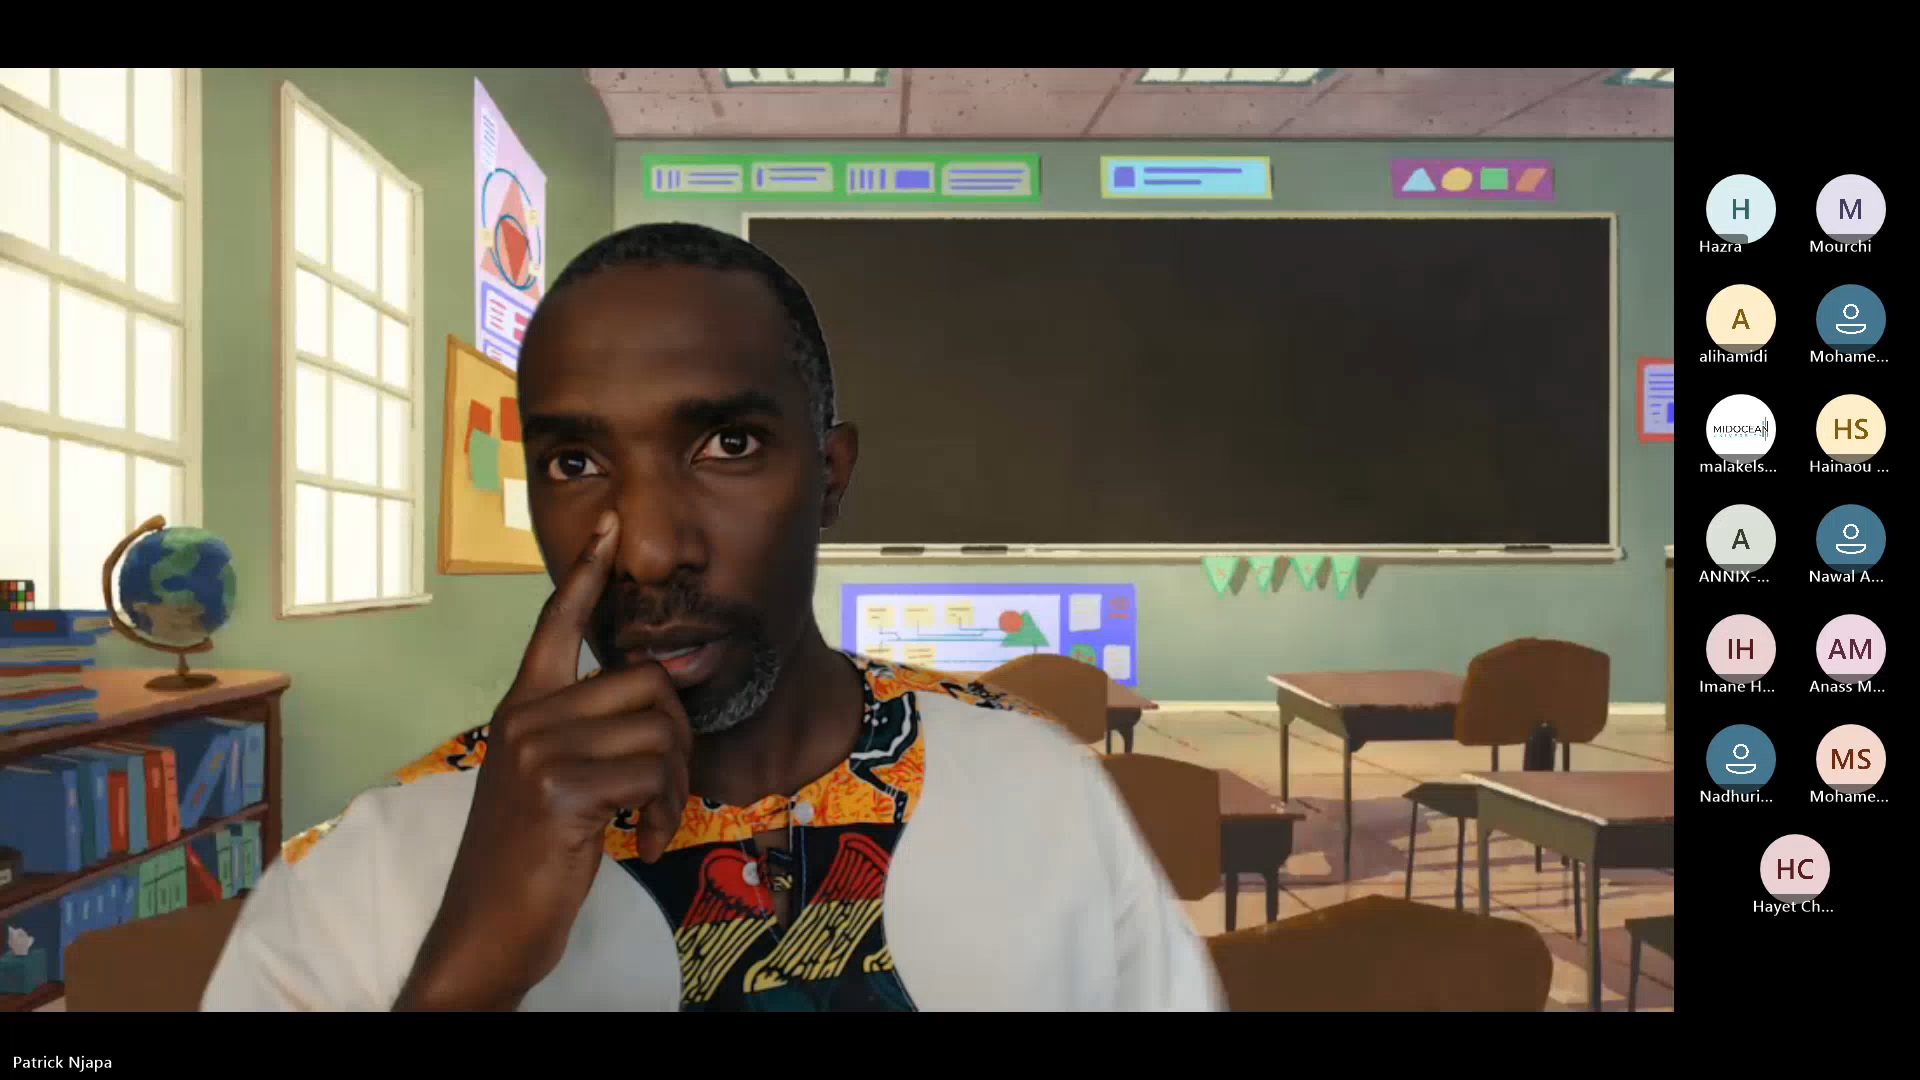 H
M
Hazra
Mourchi
A
alihamidi
Mohame...
MIDOCEAN
HS
malakels...
Hainaou ...
A
ANNIX-...
Nawal A...
IH
AM
Imane H...
Anass M...
MS
Nadhuri...
Mohame...
HC
Hayet Ch...
Patrick Njapa